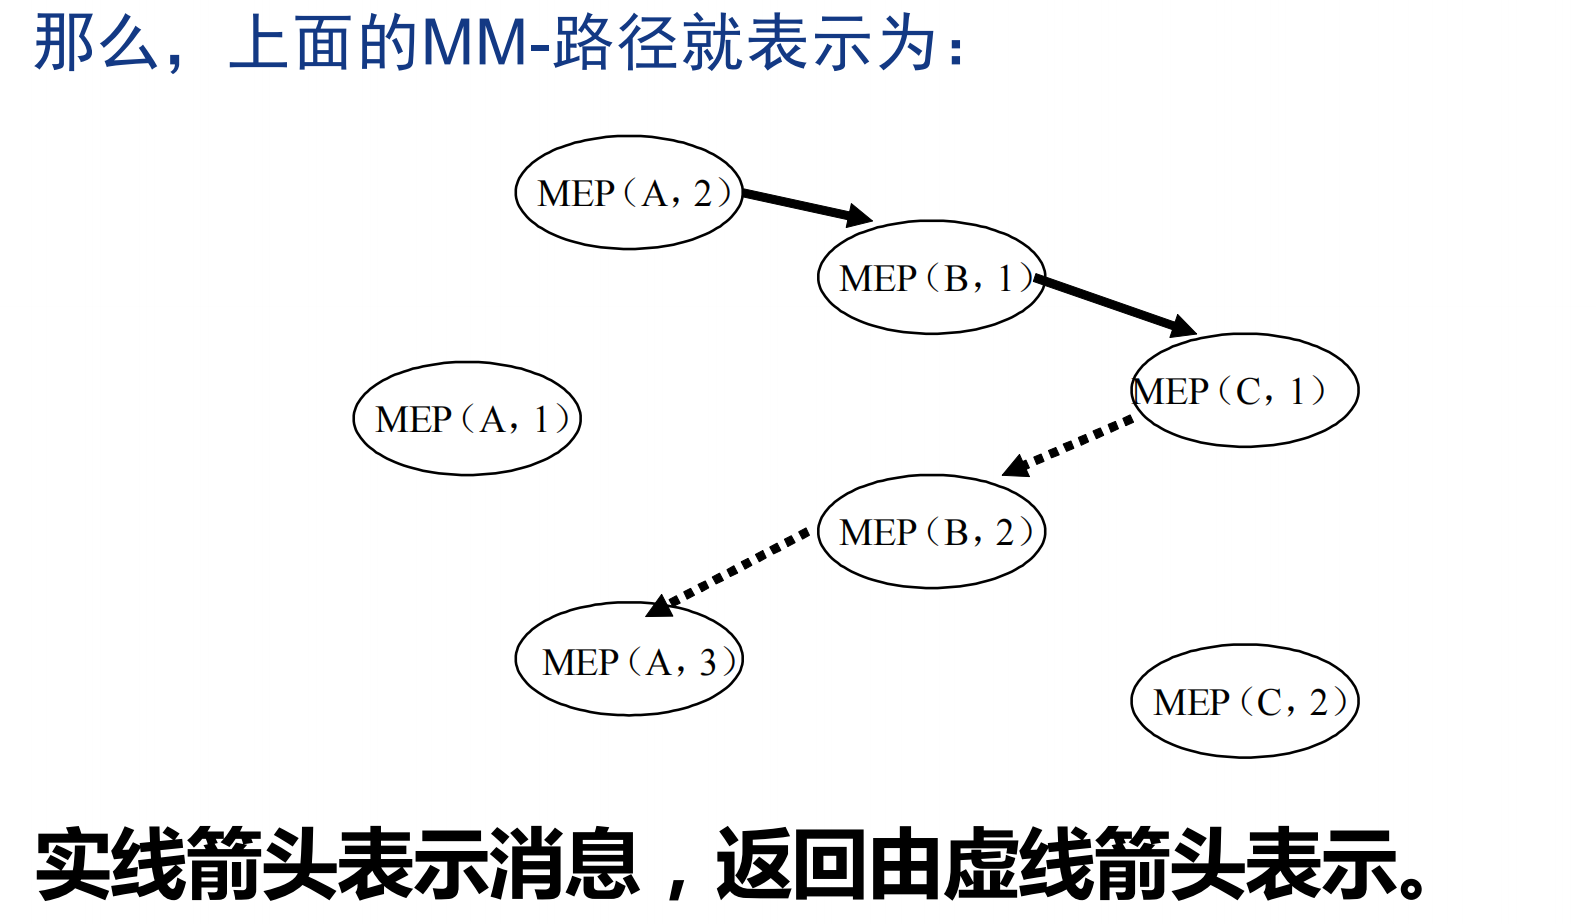 那么，上面的MM-路径就表示为：
MEP（A，2）
MEP（B，1）
MEP（C，1）
MEP（A，1）
MEP（B，2）
MEP（A，3）
MEP（C，2）
实线箭头表示消息，返回由虚线箭头表示。